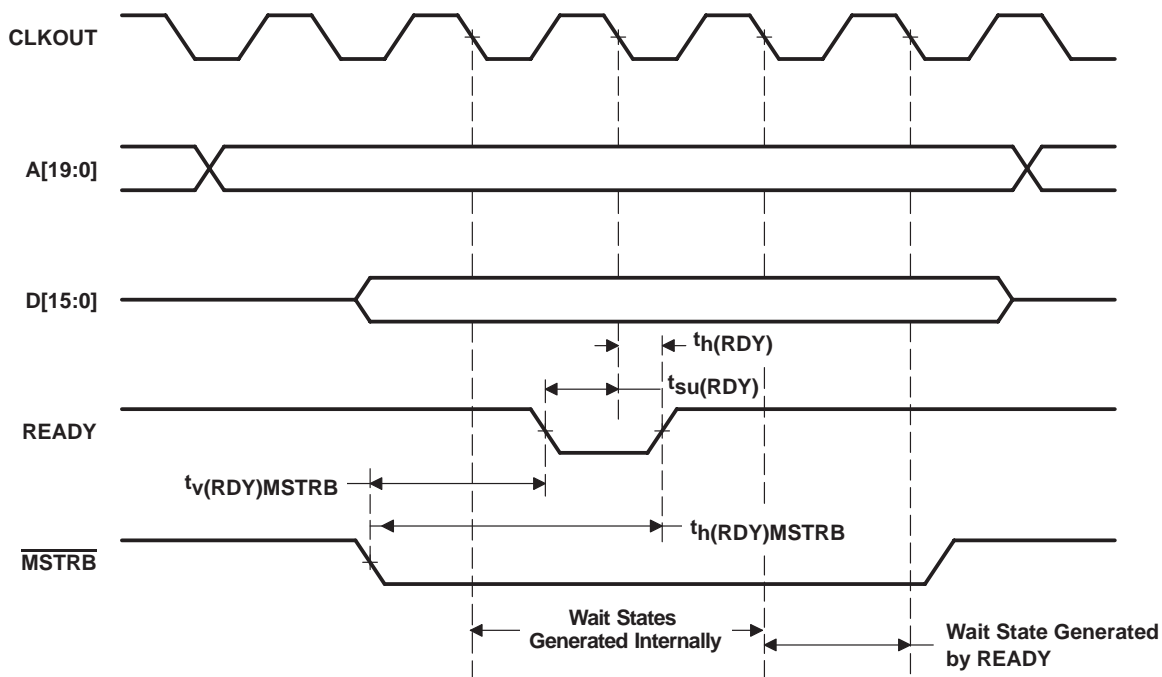 CLKOUT
A[19:0]
D[15:0]
th(RDY)
tsu(RDY)
READY
tv(RDY)MSTRB
th(RDY)MSTRB
MSTRB
Wait States
Generated Internally
Wait State Generated
by READY